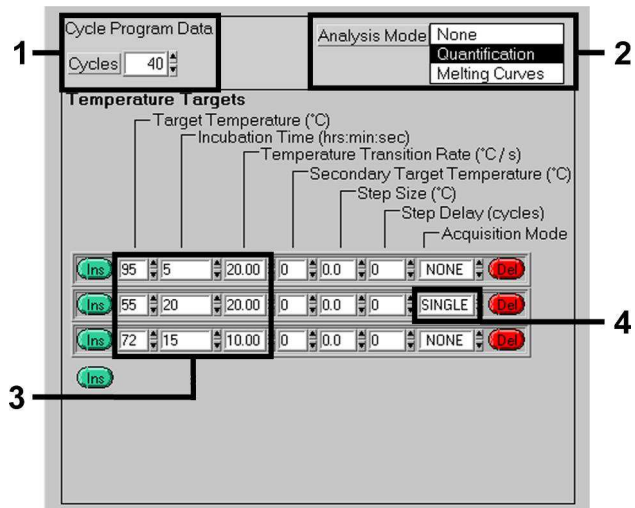 1
Cycle Program Data
Cycles 40
Analysis Mode None
Quantification
Melting Curves
2
Temperature Targets
Target Temperature (°C)
Incubation Time (hrs:min:sec)
Temperature Transition Rate (°C / s)
Secondary Target Temperature (°C)
Step Size (°C)
Step Delay (cycles)
Acquisition Mode
Ins 95 5 20.00 0 0.0 0 NONE Del
Ins 55 20 20.00 0 0.0 0 SINGLE Del
4
Ins 72 15 10.00 0 0.0 0 NONE Del
Ins
3